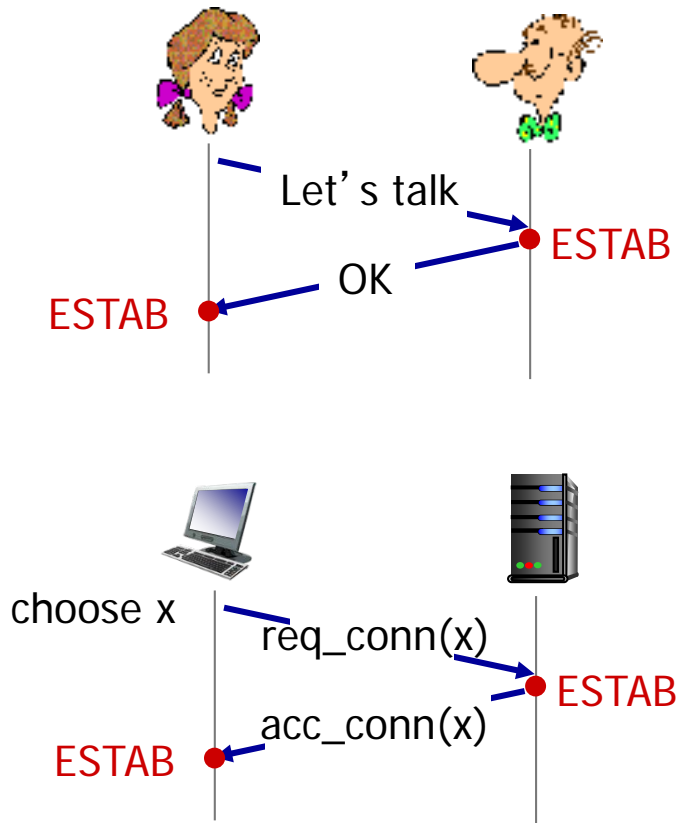 Let's talk
ESTAB
OK
ESTAB
choose x
req_conn(x)
ESTAB
acc_conn(x)
ESTAB